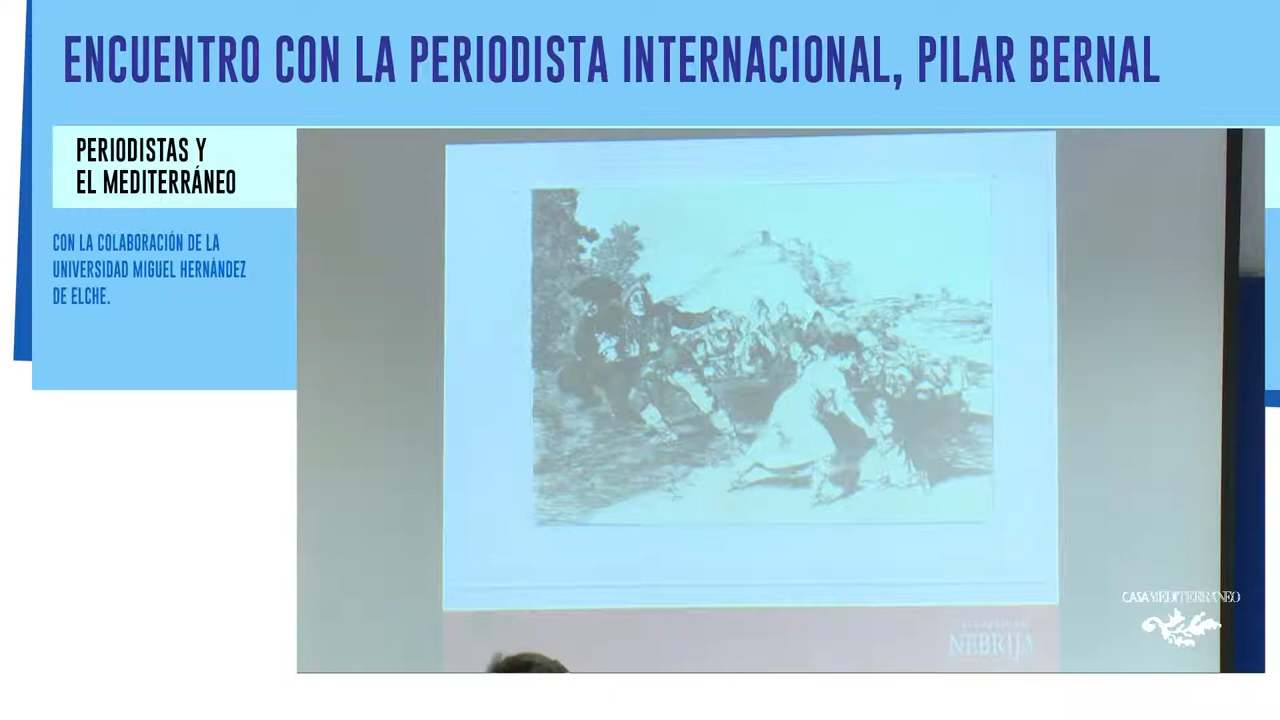 ENCUENTRO CON LA PERIODISTA INTERNACIONAL, PILAR BERNAL
PERIODISTAS Y
EL MEDITERRÁNEO
CON LA COLABORACIÓN DE LA
UNIVERSIDAD MIGUEL HERNÁNDEZ
DE ELCHE.
CASA MEDITERRÁNEO
NEBRIJA